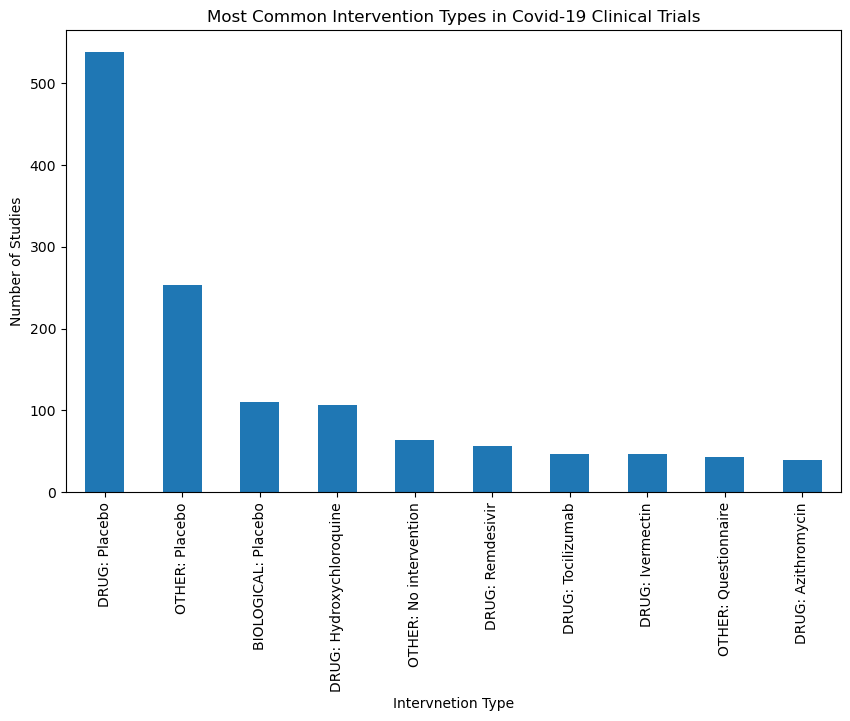 Most Common Intervention Types in Covid-19 Clinical Trials
Number of Studies
500
400
300
200
100
0
DRUG: Placebo
OTHER: Placebo
BIOLOGICAL: Placebo
DRUG: Hydroxychloroquine
OTHER: No intervention
DRUG: Remdesivir
DRUG: Tocilizumab
DRUG: Ivermectin
OTHER: Questionnaire
DRUG: Azithromycin
Intervnetion Type